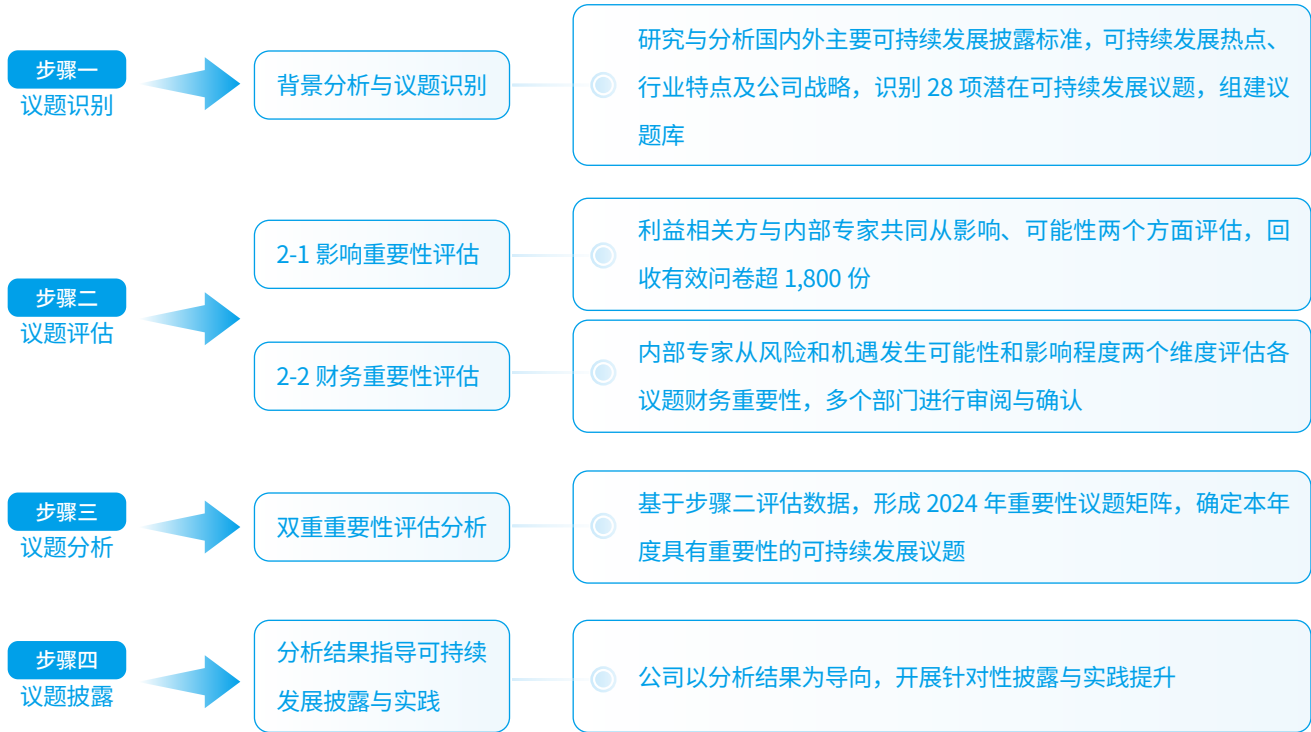 步骤一
议题识别
背景分析与议题识别
研究与分析国内外主要可持续发展披露标准，可持续发展热点、
行业特点及公司战略，识别 28 项潜在可持续发展议题，组建议
题库
步骤二
议题评估
2-1 影响重要性评估
利益相关方与内部专家共同从影响、可能性两个方面评估，回
收有效问卷超 1,800 份
2-2 财务重要性评估
内部专家从风险和机遇发生可能性和影响程度两个维度评估各
议题财务重要性，多个部门进行审阅与确认
步骤三
议题分析
双重重要性评估分析
基于步骤二评估数据，形成 2024 年重要性议题矩阵，确定本年
度具有重要性的可持续发展议题
步骤四
议题披露
分析结果指导可持续
发展披露与实践
公司以分析结果为导向，开展针对性披露与实践提升